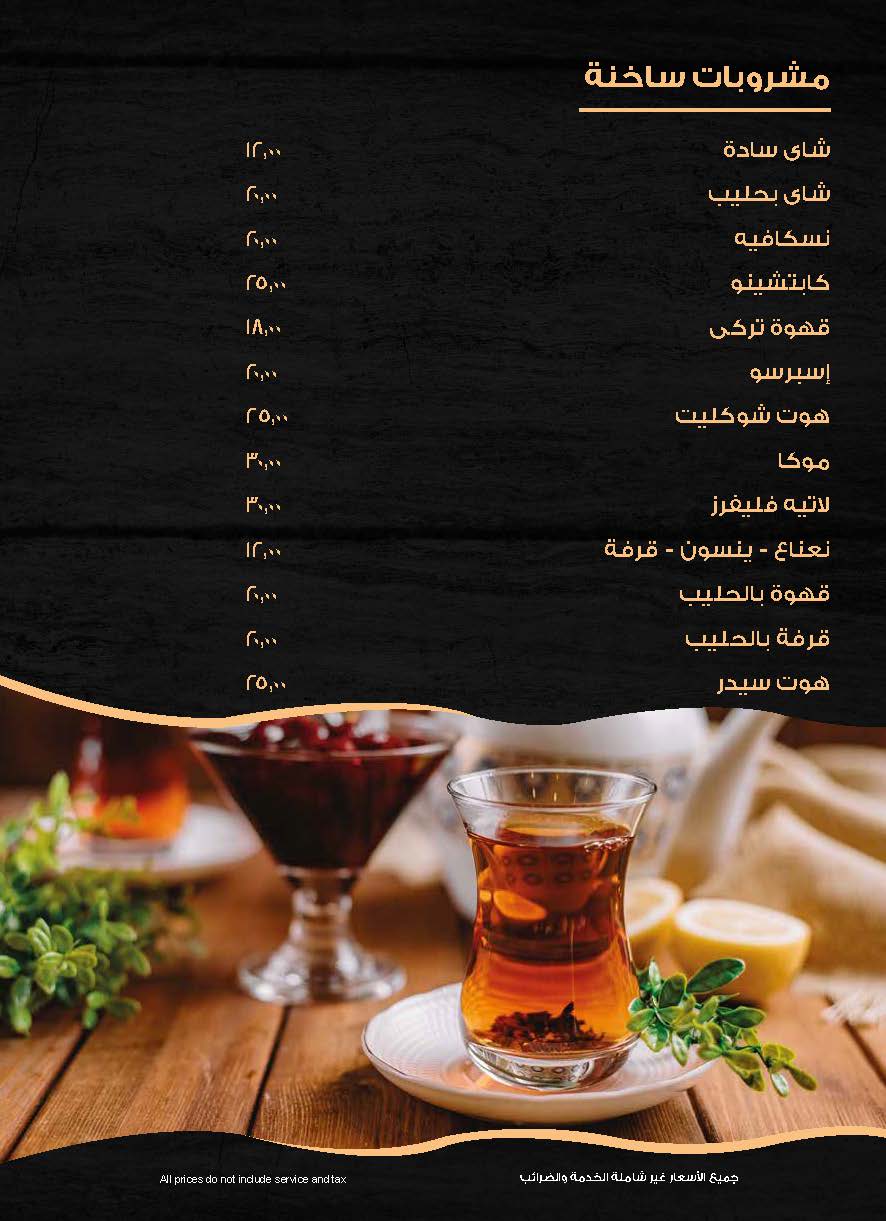 مشروبات ساخنة
شاى سادة ١٢,٠٠
شاى بحليب ٢٠,٠٠
نسكافيه ٢٠,٠٠
كابتشينو ٢٥,٠٠
قهوة تركى ١٨,٠٠
إسبرسو ٢٠,٠٠
هوت شوكليت ٢٥,٠٠
موكا ٣٠,٠٠
لاتيه فليفرز ٣٠,٠٠
نعناع - ينسون - قرفة ١٢,٠٠
قهوة بالحليب ٢٠,٠٠
قرفة بالحليب ٢٠,٠٠
هوت سيدر ٢٥,٠٠
جميع الأسعار غير شاملة الخدمة والضرائب
All prices do not include service and tax